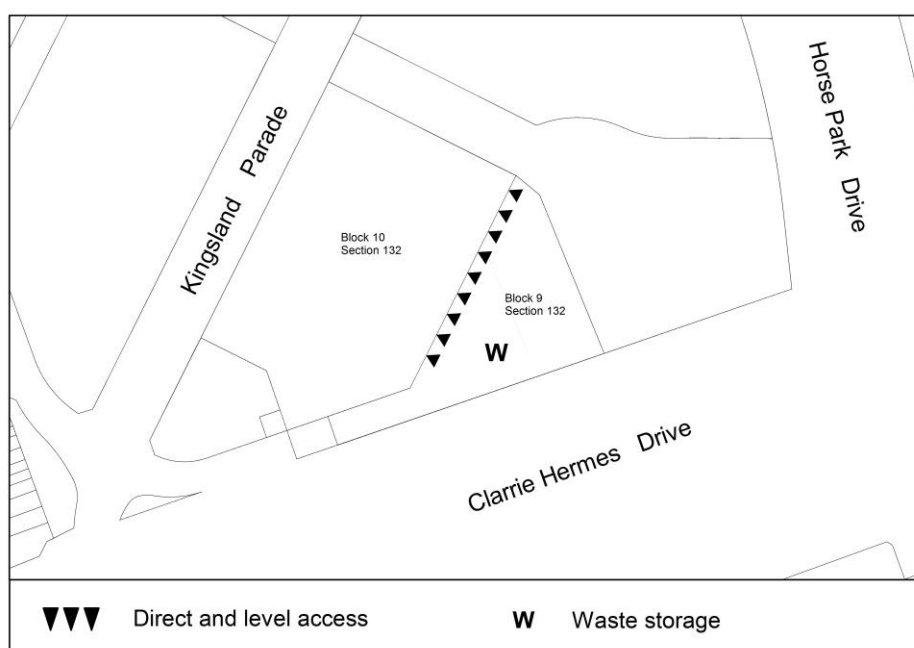 Kingsland Parade
Horse Park Drive
Block 10
Section 132
Block 9
Section 132
W
Clarrie Hermes Drive
Direct and level access
W Waste storage